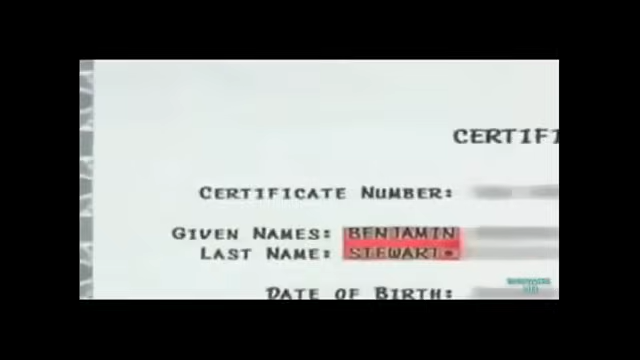 CERTIFI
CERTIFICATE NUMBER:
GIVEN NAMES: BENJAMIN
LAST NAME: STEWART*
DATE OF BIRTH: